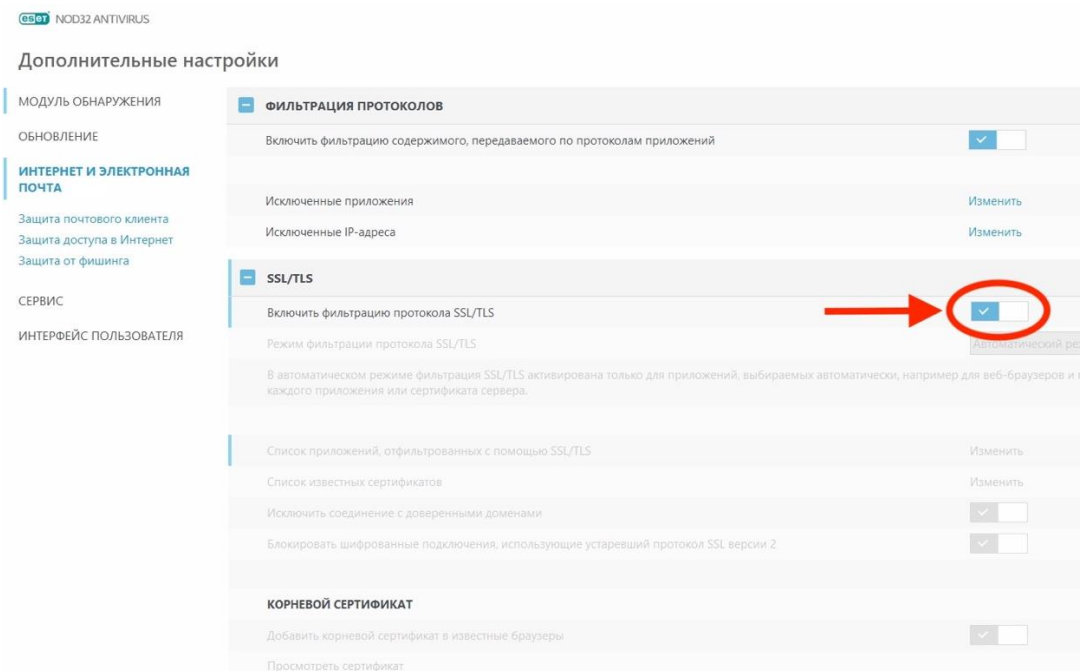 eset NOD32 ANTIVIRUS
Дополнительные настройки
МОДУЛЬ ОБНАРУЖЕНИЯ
ОБНОВЛЕНИЕ
ИНТЕРНЕТ И ЭЛЕКТРОННАЯ
ПОЧТА
Защита почтового клиента
Защита доступа в Интернет
Защита от фишинга
СЕРВИС
ИНТЕРФЕЙС ПОЛЬЗОВАТЕЛЯ
ФИЛЬТРАЦИЯ ПРОТОКОЛОВ
Включить фильтрацию содержимого, передаваемого по протоколам приложений
Исключенные приложения Изменить
Исключенные IP-адреса Изменить
SSL/TLS
Включить фильтрацию протокола SSL/TLS
Режим фильтрации протокола SSL/TLS Автоматический
В автоматическом режиме фильтрация SSL/TLS активирована только для приложений, выбираемых автоматически, например для веб-браузеров и
каждого приложения или сертификата сервера.
Список приложений, отфильтрованных с помощью SSL/TLS Изменить
Список известных сертификатов Изменить
Исключить соединение с доверенными доменами
Блокировать шифрованные подключения, использующие устаревший протокол SSL версии 2
КОРНЕВОЙ СЕРТИФИКАТ
Добавить корневой сертификат в известные браузеры
Просмотреть сертификат